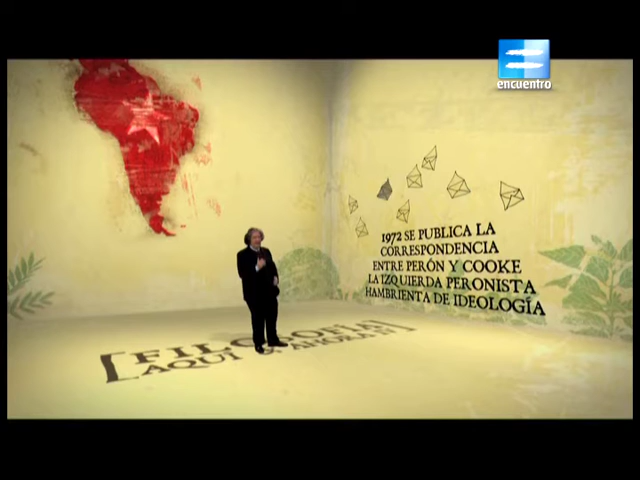 encuentro
1972 SE PUBLICA LA
CORRESPONDENCIA
ENTRE PERÓN Y COOKE
LA IZQUIERDA PERONISTA
HAMBRIENTA DE IDEOLOGÍA
[FILOSOFÍA
AQUÍ & AHORA]